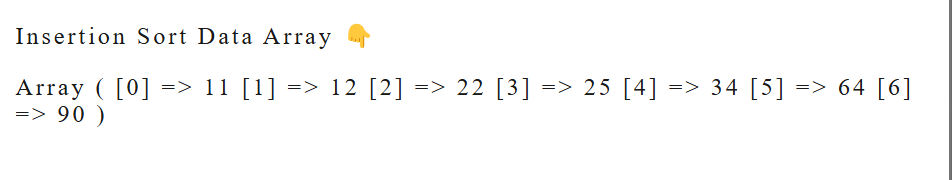 Insertion Sort Data Array 👇
Array ( [0] => 11 [1] => 12 [2] => 22 [3] => 25 [4] => 34 [5] => 64 [6]
=> 90 )